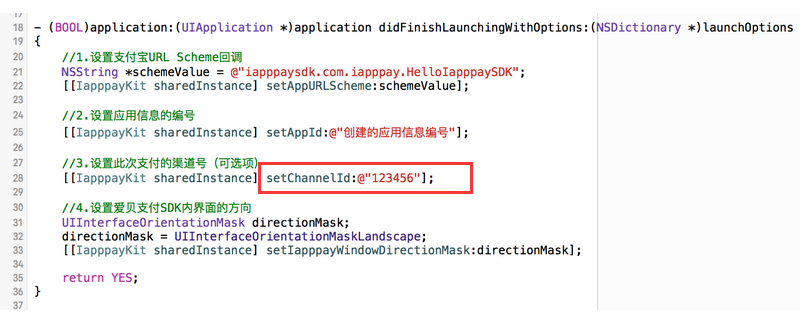 17
18 - (BOOL)application:(UIApplication *)application didFinishLaunchingWithOptions:(NSDictionary *)launchOptions
19 {
20 //1.设置支付宝URL Scheme回调
21 NSString *schemeValue = @"iapppaysdk.com.iapppay.HelloIapppaySDK";
22 [[IapppayKit sharedInstance] setAppURLScheme:schemeValue];
23
24 //2.设置应用信息的编号
25 [[IapppayKit sharedInstance] setAppId:@"创建的应用信息编号"];
26
27 //3.设置此次支付的渠道号（可选项）
28 [[IapppayKit sharedInstance] setChannelId:@"123456"];
29
30 //4.设置爱贝支付SDK内界面的方向
31 UIInterfaceOrientationMask directionMask;
32 directionMask = UIInterfaceOrientationMaskLandscape;
33 [[IapppayKit sharedInstance] setIapppayWindowDirectionMask:directionMask];
34
35 return YES;
36 }
37